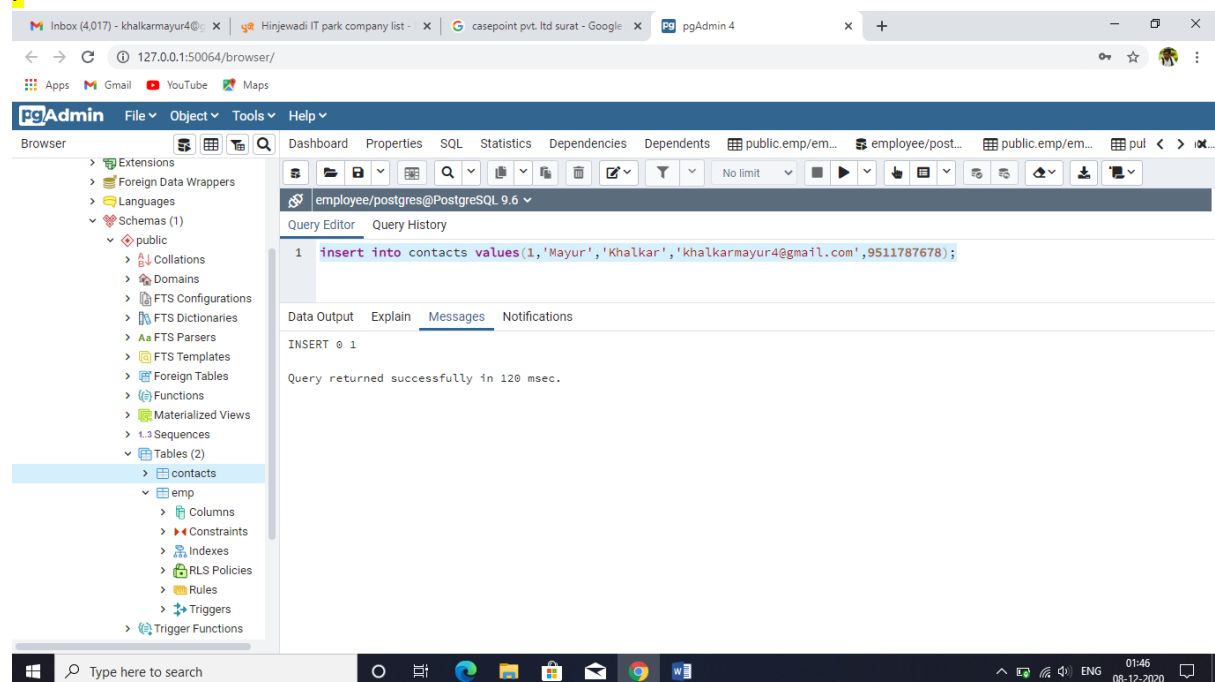 Inbox (4,017) - khalkarmayur4@g
Hinjewadi IT park company list -
casepoint pvt. ltd surat - Google
pgAdmin 4
127.0.0.1:50064/browser/
Apps Gmail YouTube Maps
pgAdmin File Object Tools Help
Browser
Dashboard Properties SQL Statistics Dependencies Dependents public.emp/em... employee/post... public.emp/em... pul
No limit
employee/postgres@PostgreSQL 9.6
Query Editor Query History
1 insert into contacts values(1,'Mayur','Khalkar','khalkarmayur4@gmail.com',9511787678);
Data Output Explain Messages Notifications
INSERT 0 1
Query returned successfully in 120 msec.
Extensions
Foreign Data Wrappers
Languages
Schemas (1)
public
Collations
Domains
FTS Configurations
FTS Dictionaries
Aa FTS Parsers
FTS Templates
Foreign Tables
Functions
Materialized Views
1..3 Sequences
Tables (2)
contacts
emp
Columns
Constraints
Indexes
RLS Policies
Rules
Triggers
Trigger Functions
Type here to search
ENG
01:46
08-12-2020